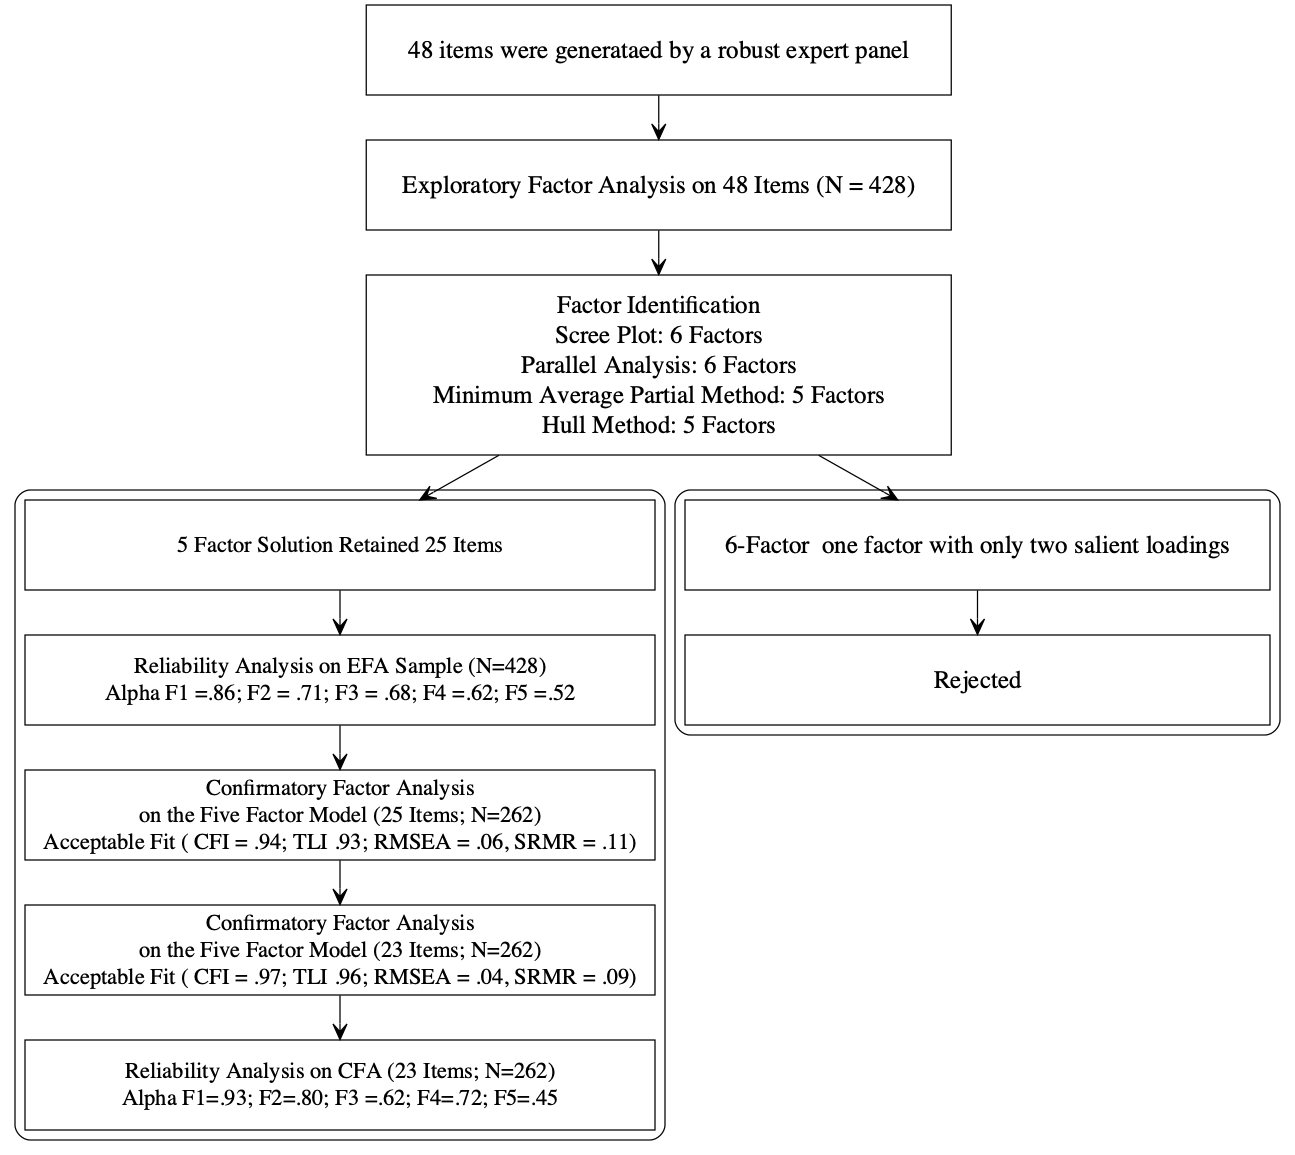 48 items were generataed by a robust expert panel
Exploratory Factor Analysis on 48 Items (N = 428)
Factor Identification
Scree Plot: 6 Factors
Parallel Analysis: 6 Factors
Minimum Average Partial Method: 5 Factors
Hull Method: 5 Factors
5 Factor Solution Retained 25 Items
Reliability Analysis on EFA Sample (N=428)
Alpha F1 =.86; F2 = .71; F3 = .68; F4 =.62; F5 =.52
Confirmatory Factor Analysis
on the Five Factor Model (25 Items; N=262)
Acceptable Fit ( CFI = .94; TLI .93; RMSEA = .06, SRMR = .11)
Confirmatory Factor Analysis
on the Five Factor Model (23 Items; N=262)
Acceptable Fit ( CFI = .97; TLI .96; RMSEA = .04, SRMR = .09)
Reliability Analysis on CFA (23 Items; N=262)
Alpha F1=.93; F2=.80; F3 =.62; F4=.72; F5=.45
6-Factor  one factor with only two salient loadings
Rejected